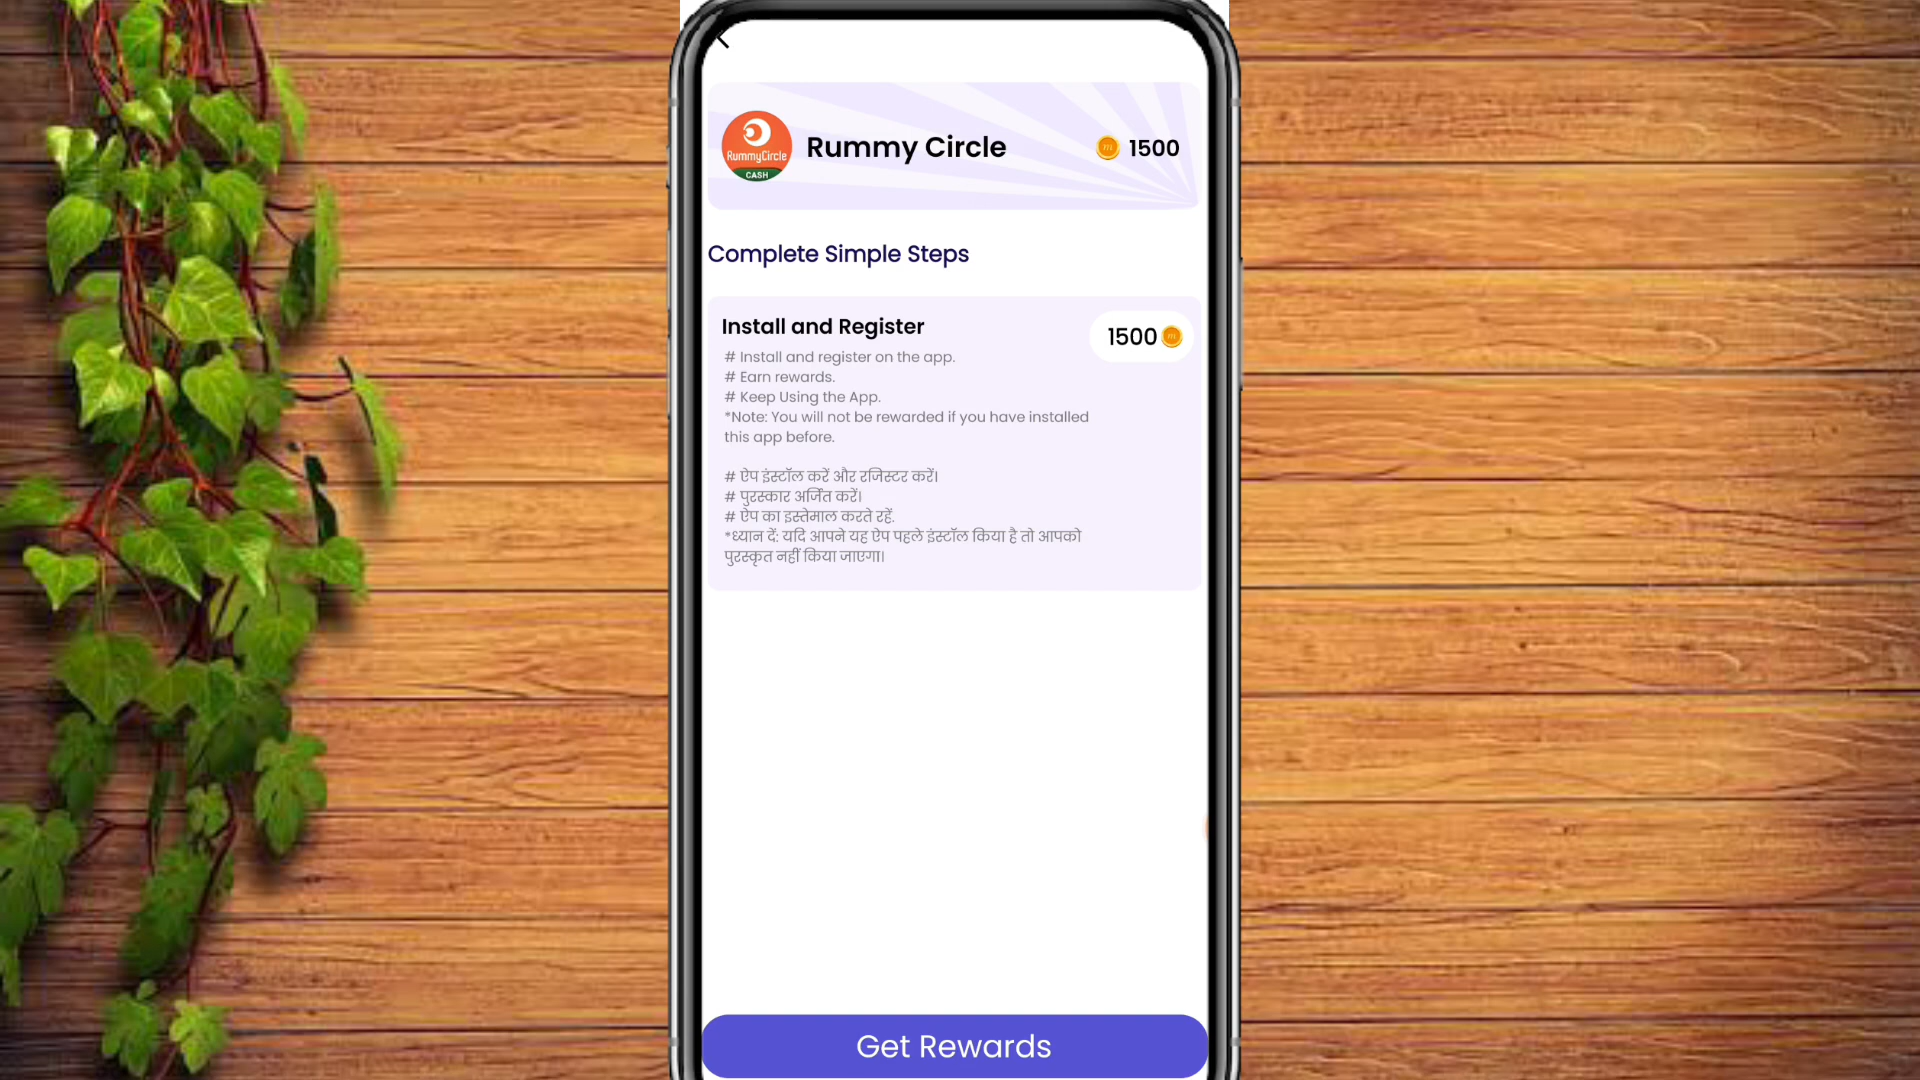 RummyCircle
CASH
Rummy Circle
1500
Complete Simple Steps
Install and Register
1500
# Install and register on the app.
# Earn rewards.
# Keep Using the App.
*Note: You will not be rewarded if you have installed
this app before.
# ऐप इंस्टॉल करें और रजिस्टर करें।
# पुरस्कार अर्जित करें।
# ऐप का इस्तेमाल करते रहें.
*ध्यान दें: यदि आपने यह ऐप पहले इंस्टॉल किया है तो आपको
पुरस्कृत नहीं किया जाएगा।
Get Rewards